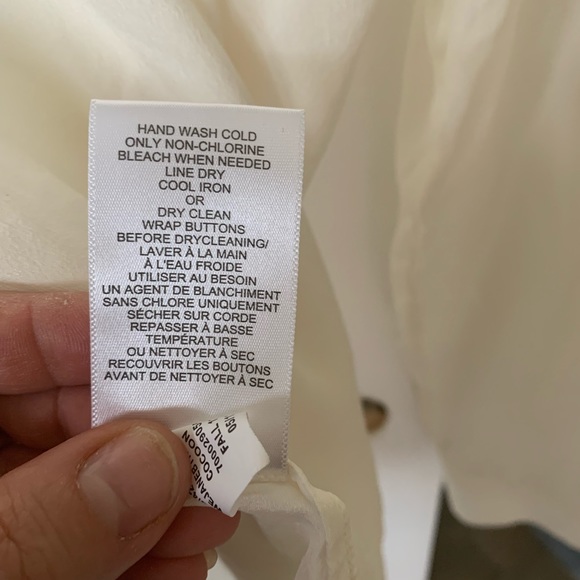 HAND WASH COLD
ONLY NON-CHLORINE
BLEACH WHEN NEEDED
LINE DRY
COOL IRON
OR
DRY CLEAN
WRAP BUTTONS
BEFORE DRYCLEANING/
LAVER À LA MAIN
À L'EAU FROIDE
UTILISER AU BESOIN
UN AGENT DE BLANCHIMENT
SANS CHLORE UNIQUEMENT
SÉCHER SUR CORDE
REPASSER À BASSE
TEMPÉRATURE
OU NETTOYER À SEC
RECOUVRIR LES BOUTONS
AVANT DE NETTOYER À SEC
FALL
COCOON